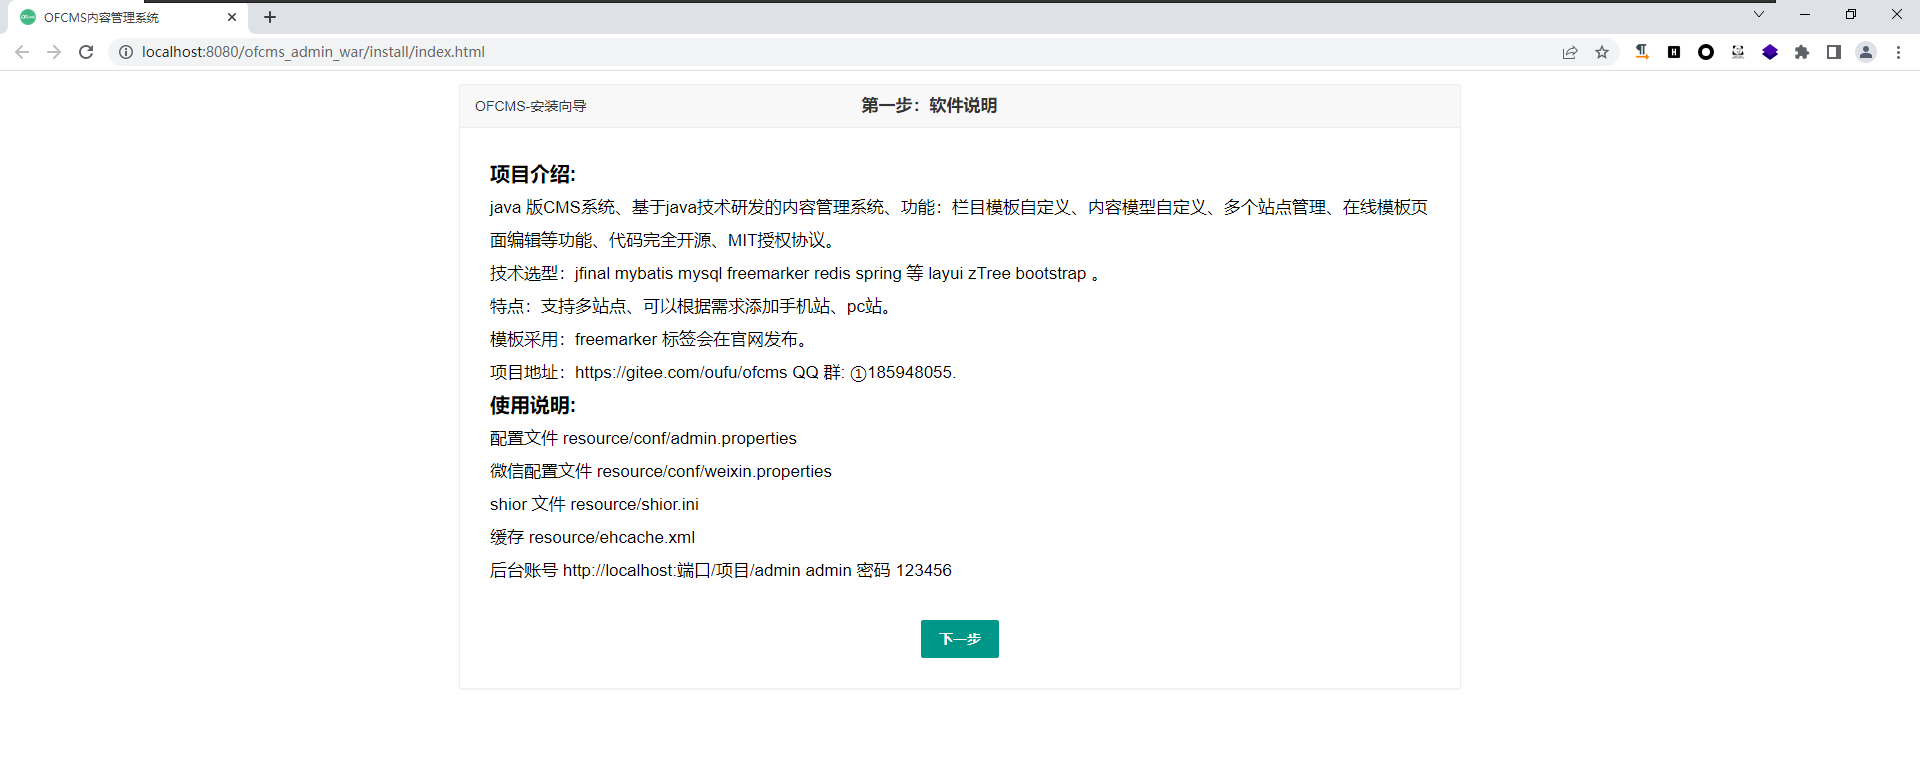 OFCMS内容管理系统
localhost:8080/ofcms_admin_war/install/index.html
OFCMS-安装向导
第一步：软件说明
项目介绍:
java 版CMS系统、基于java技术研发的内容管理系统、功能：栏目模板自定义、内容模型自定义、多个站点管理、在线模板页
面编辑等功能、代码完全开源、MIT授权协议。
技术选型：jfinal mybatis mysql freemarker redis spring 等 layui zTree bootstrap 。
特点：支持多站点、可以根据需求添加手机站、pc站。
模板采用：freemarker 标签会在官网发布。
项目地址：https://gitee.com/oufu/ofcms QQ 群: ①185948055.
使用说明:
配置文件 resource/conf/admin.properties
微信配置文件 resource/conf/weixin.properties
shior 文件 resource/shior.ini
缓存 resource/ehcache.xml
后台账号 http://localhost:端口/项目/admin admin 密码 123456
下一步